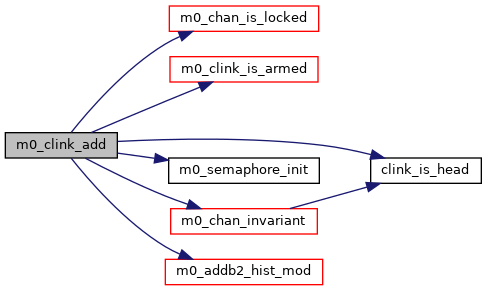 m0_chan_is_locked
m0_clink_is_armed
m0_clink_add
m0_semaphore_init
clink_is_head
m0_chan_invariant
m0_addb2_hist_mod